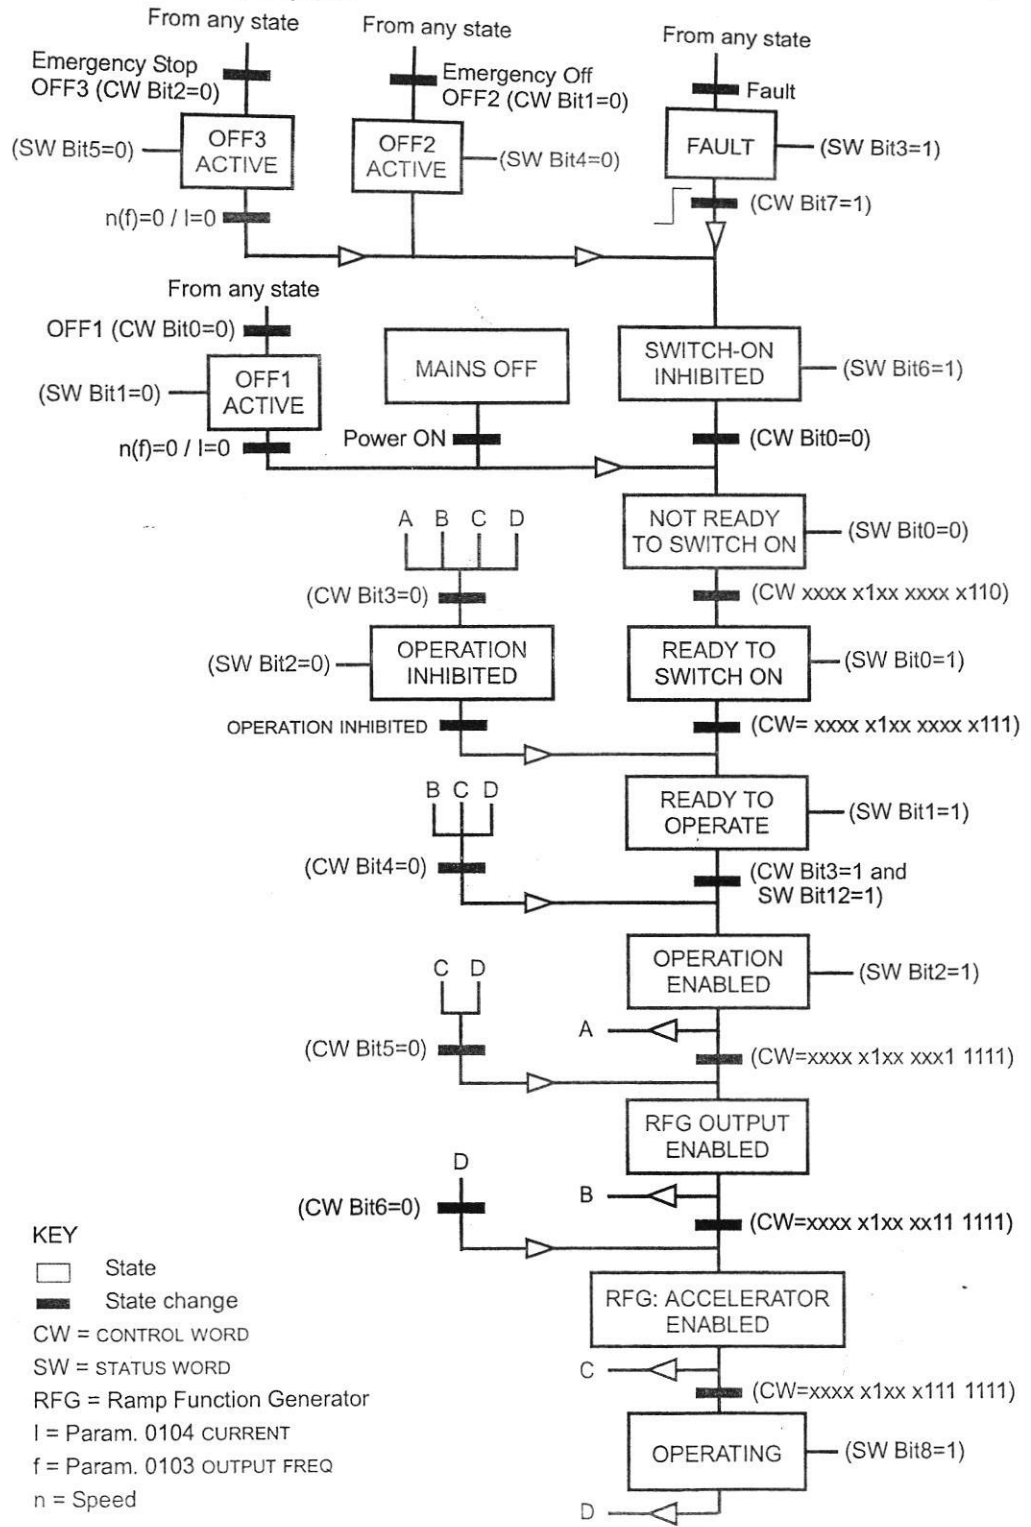 From any state
From any state
From any state
Emergency Stop
OFF3 (CW Bit2=0)
Emergency Off
OFF2 (CW Bit1=0)
Fault
(SW Bit5=0)
OFF3
ACTIVE
OFF2
ACTIVE
(SW Bit4=0)
FAULT
(SW Bit3=1)
n(f)=0 / I=0
(CW Bit7=1)
From any state
OFF1 (CW Bit0=0)
(SW Bit1=0)
OFF1
ACTIVE
MAINS OFF
SWITCH-ON
INHIBITED
(SW Bit6=1)
n(f)=0 / I=0
Power ON
(CW Bit0=0)
A B C D
NOT READY
TO SWITCH ON
(SW Bit0=0)
(CW Bit3=0)
(CW xxxx x1xx xxxx x110)
(SW Bit2=0)
OPERATION
INHIBITED
READY TO
SWITCH ON
(SW Bit0=1)
OPERATION INHIBITED
(CW= xxxx x1xx xxxx x111)
B C D
READY TO
OPERATE
(SW Bit1=1)
(CW Bit4=0)
(CW Bit3=1 and
SW Bit12=1)
C D
OPERATION
ENABLED
(SW Bit2=1)
A
(CW Bit5=0)
(CW=xxxx x1xx xxx1 1111)
RFG OUTPUT
ENABLED
D
B
(CW Bit6=0)
(CW=xxxx x1xx xx11 1111)
RFG: ACCELERATOR
ENABLED
C
(CW=xxxx x1xx x111 1111)
OPERATING
(SW Bit8=1)
D
KEY
State
State change
CW = CONTROL WORD
SW = STATUS WORD
RFG = Ramp Function Generator
I = Param. 0104 CURRENT
f = Param. 0103 OUTPUT FREQ
n = Speed